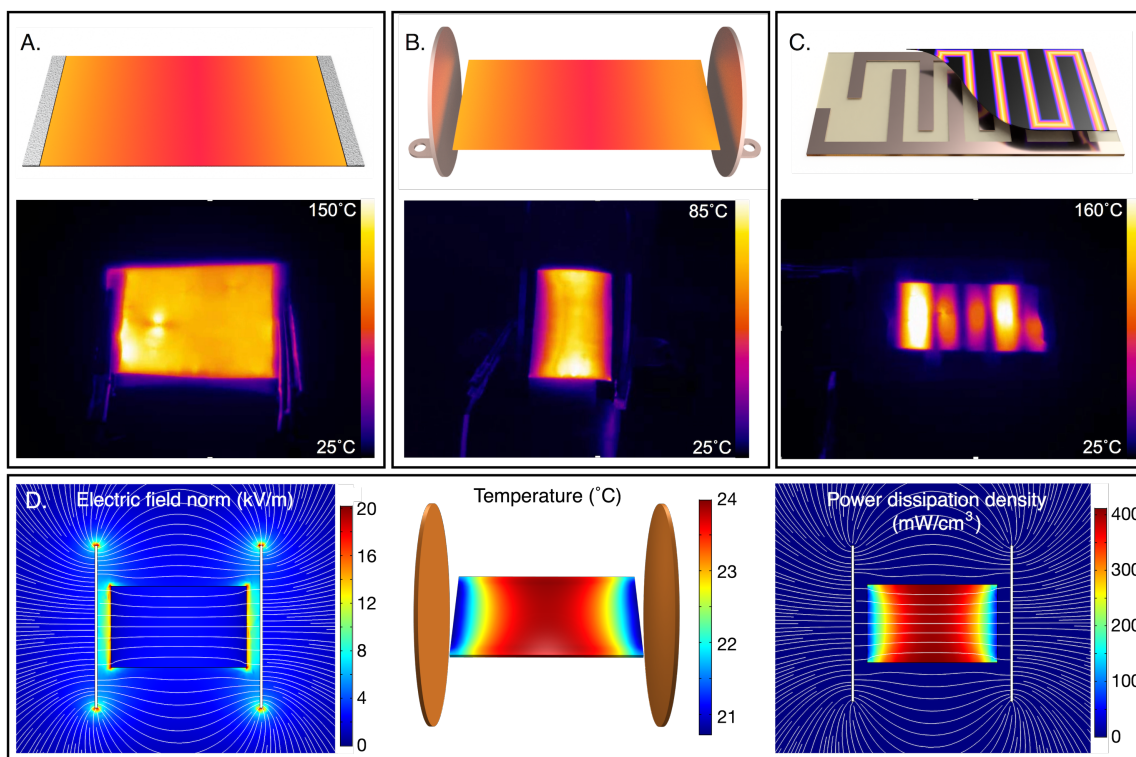 A.
B.
C.
150˚C
25˚C
85˚C
25˚C
160˚C
25˚C
D.
Electric field norm (kV/m)
20
16
12
8
4
0
Temperature (˚C)
24
23
22
21
Power dissipation density
(mW/cm³)
400
300
200
100
0